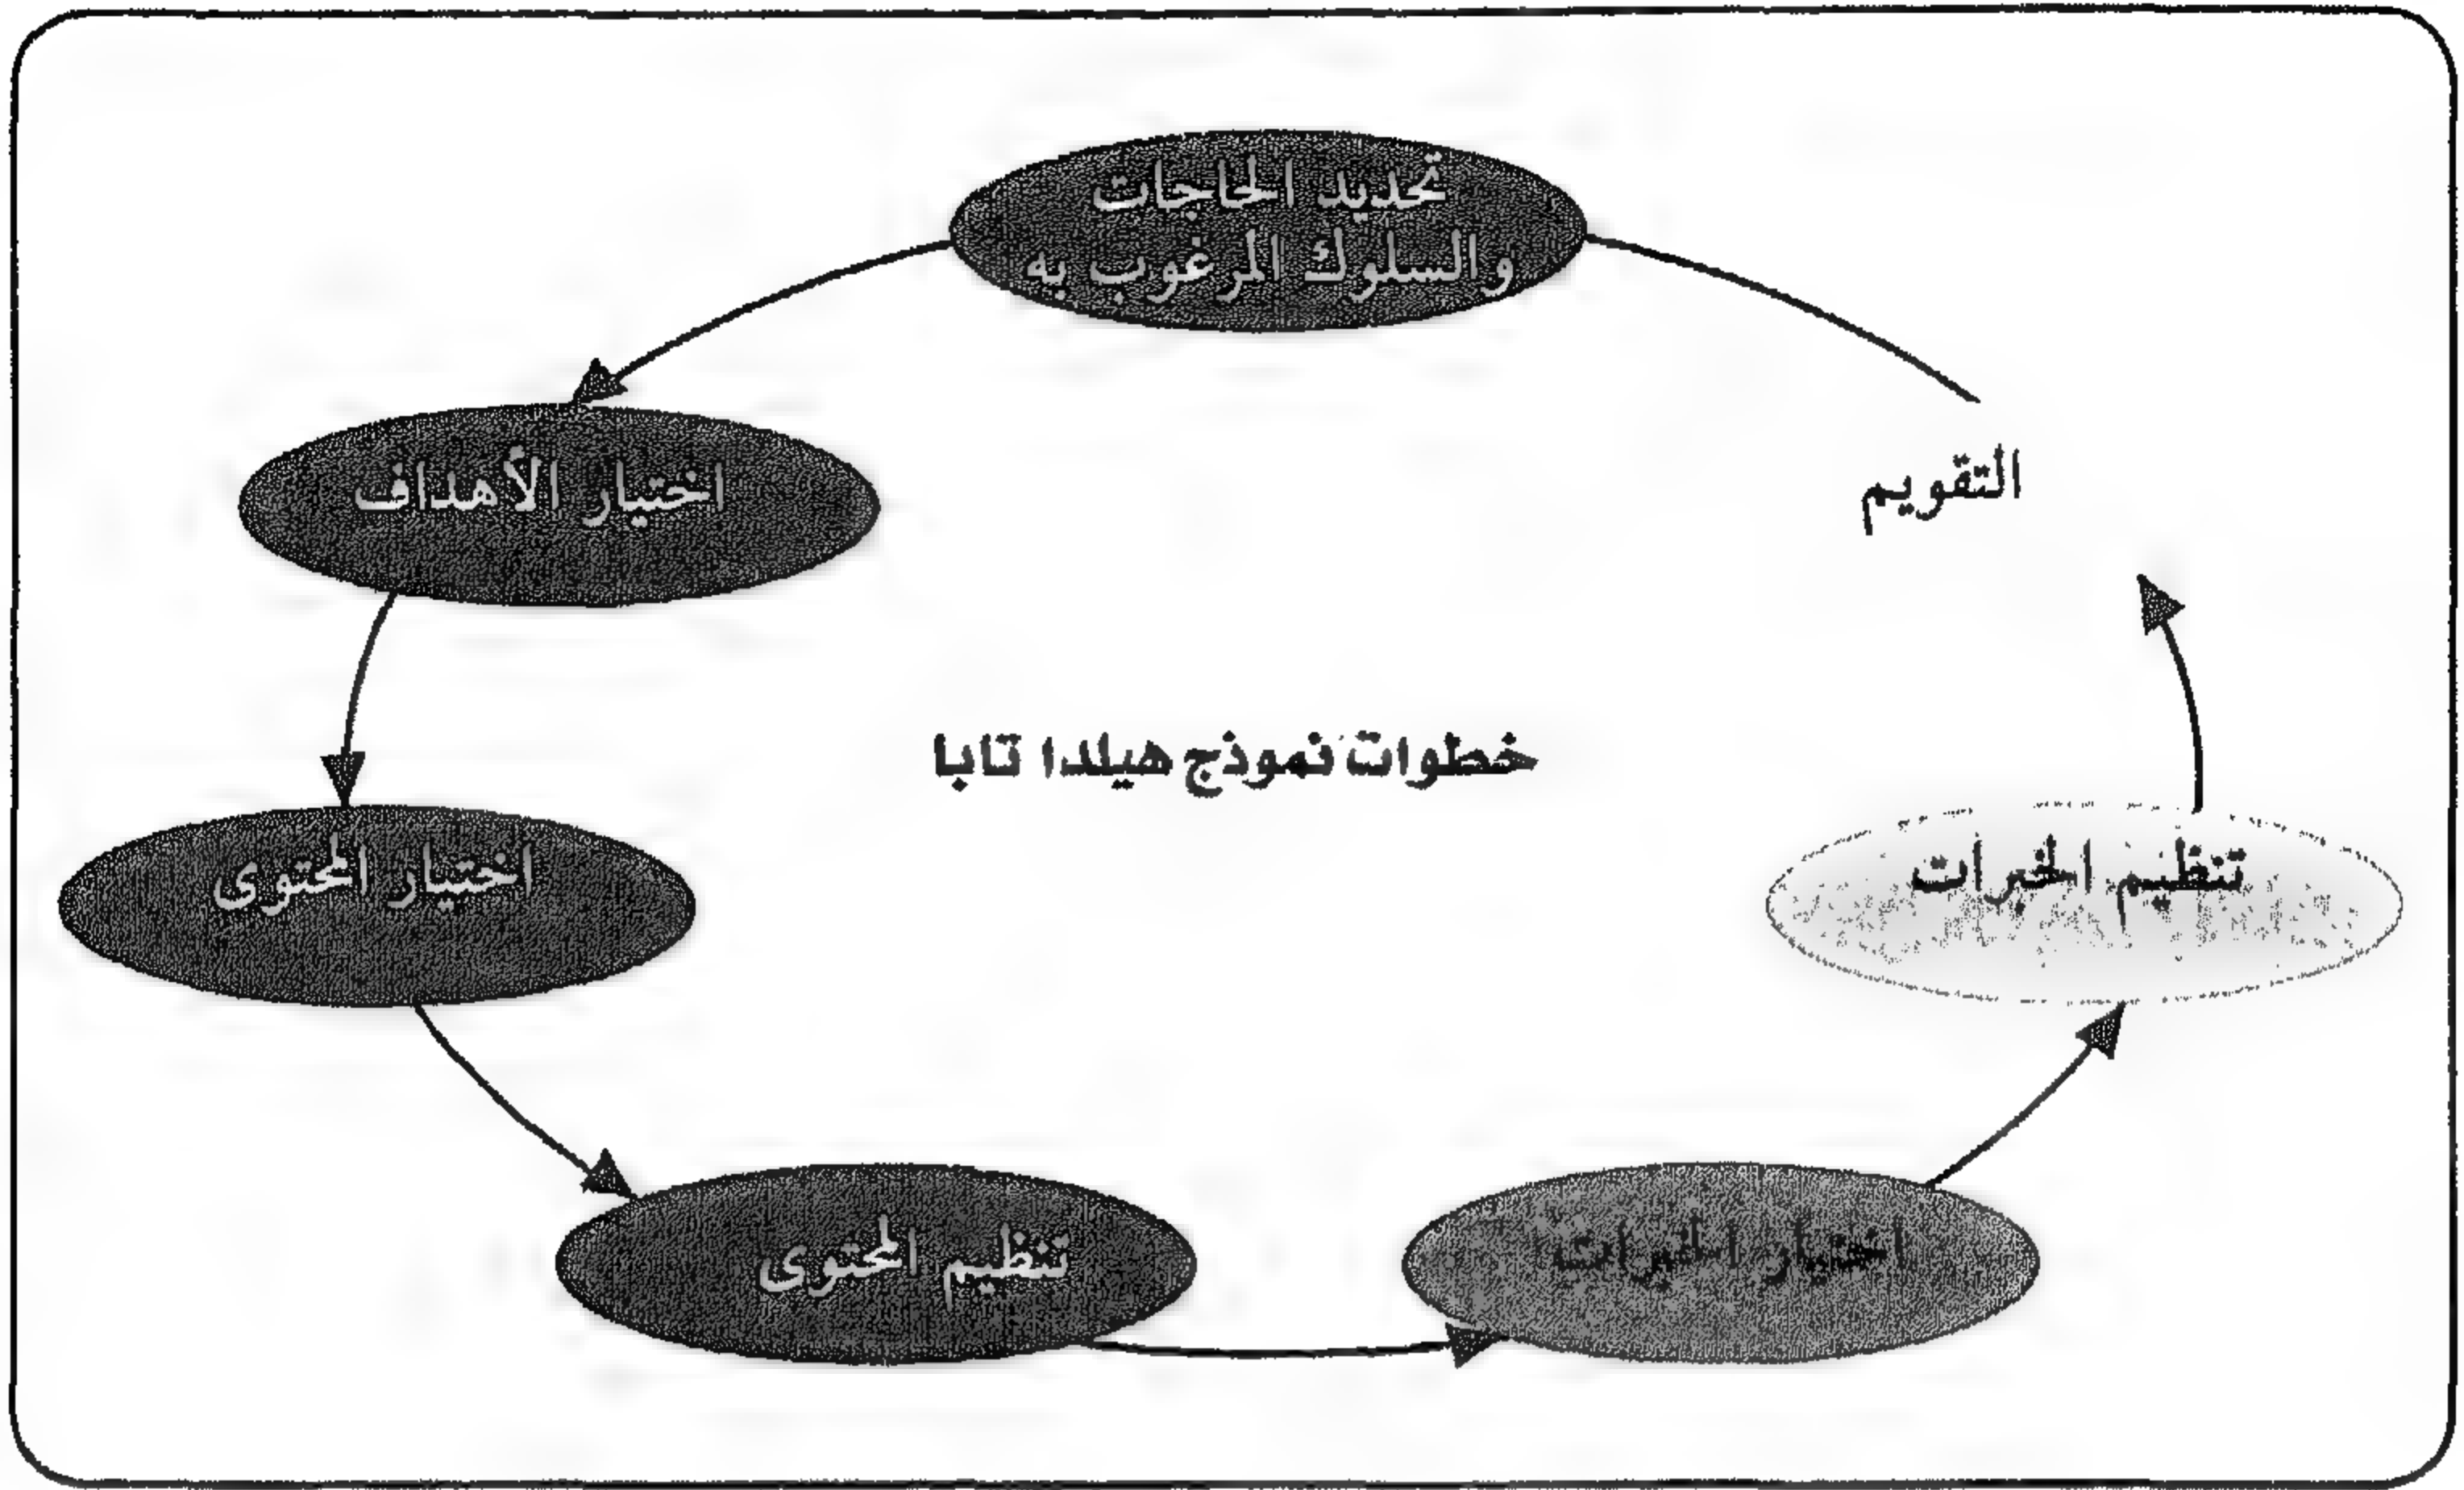 تحديد الحاجات
والسلوك المرغوب به
اختيار الأهداف
اختيار المحتوى
تنظيم المحتوى
اختيار الخبرات
تنظيم الخبرات
التقويم
خطوات نموذج هيلدا تابا